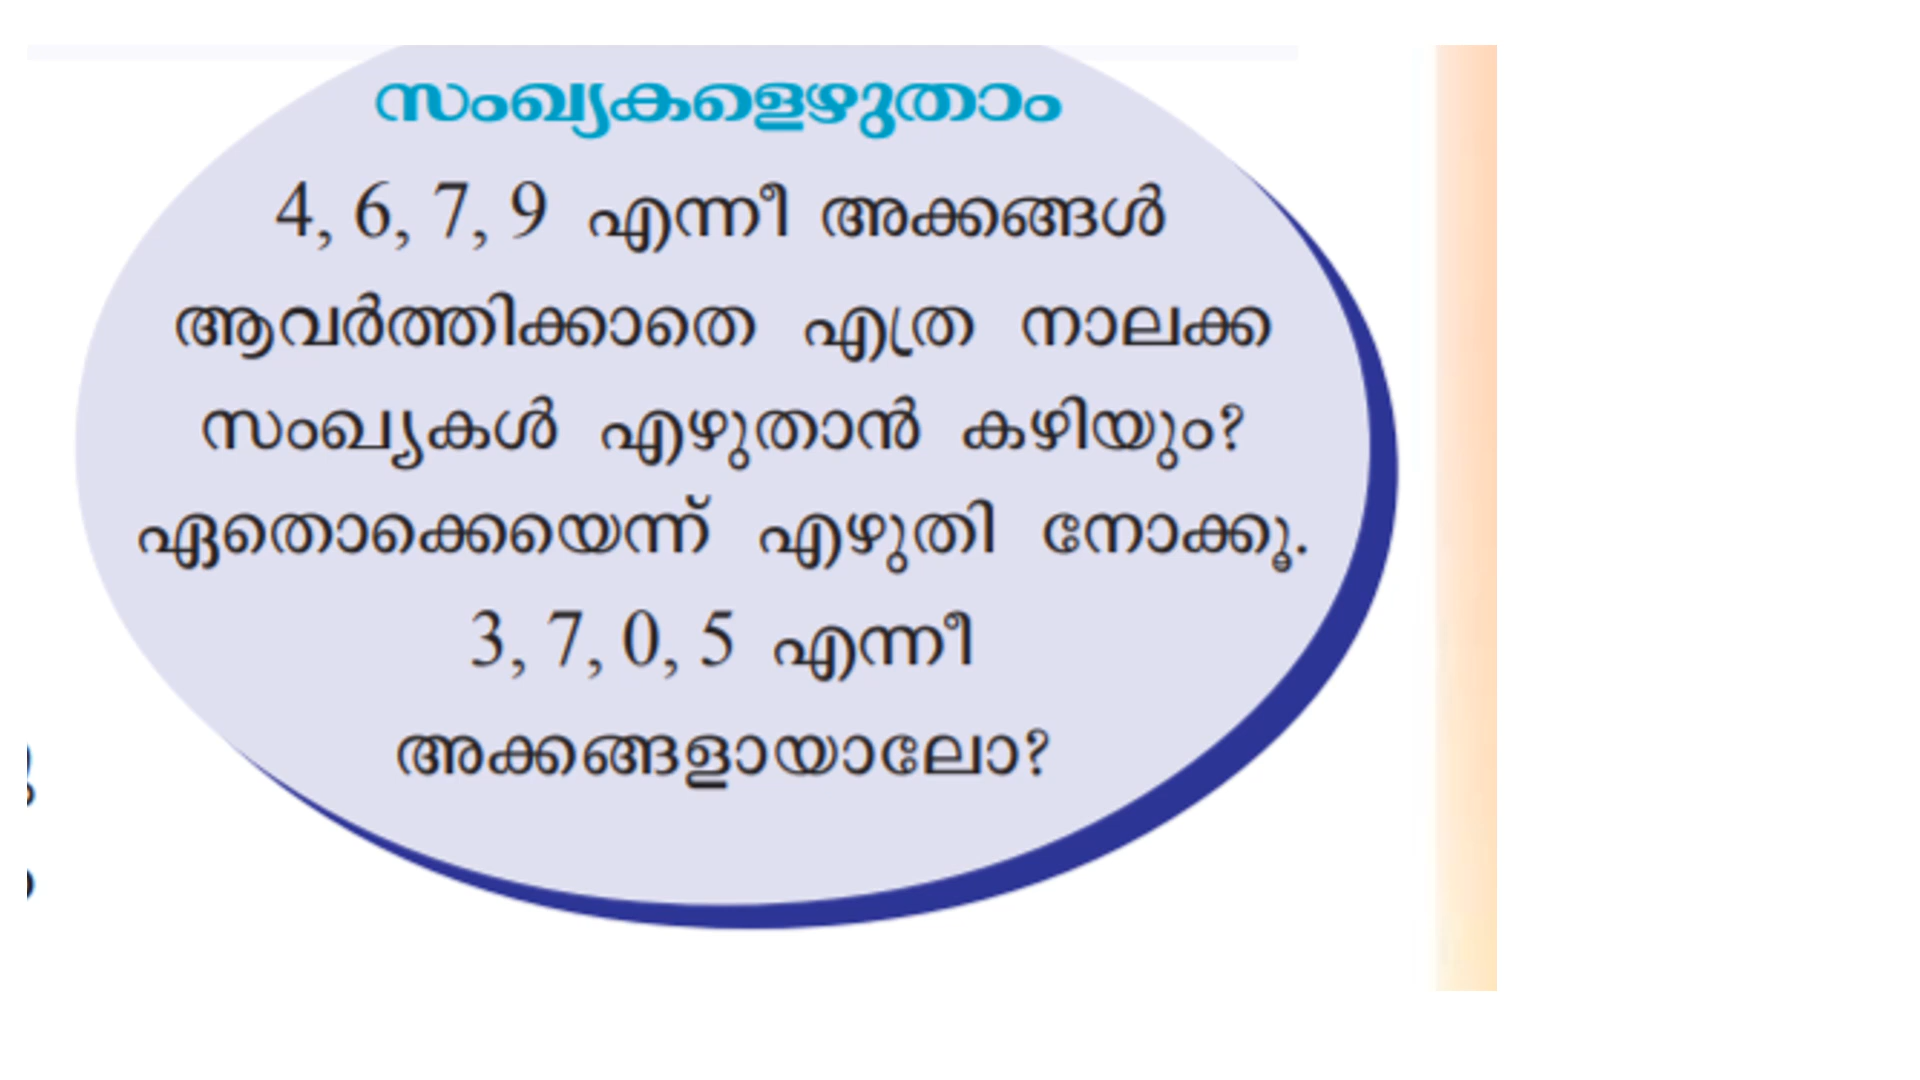 സംഖ്യകളെഴുതാം
4, 6, 7, 9 എന്നീ അക്കങ്ങൾ
ആവർത്തിക്കാതെ എത്ര നാലക്ക
സംഖ്യകൾ എഴുതാൻ കഴിയും?
ഏതൊക്കെയെന്ന് എഴുതി നോക്കൂ.
3, 7, 0, 5 എന്നീ
അക്കങ്ങളായാലോ?